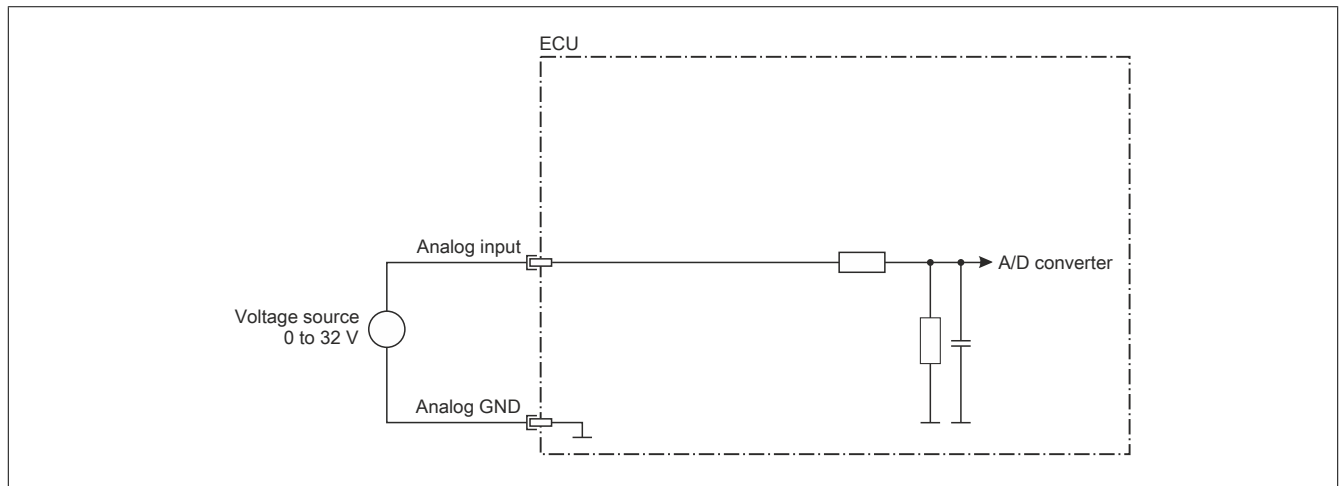 ECU
Analog input
A/D converter
Voltage source
0 to 32 V
Analog GND